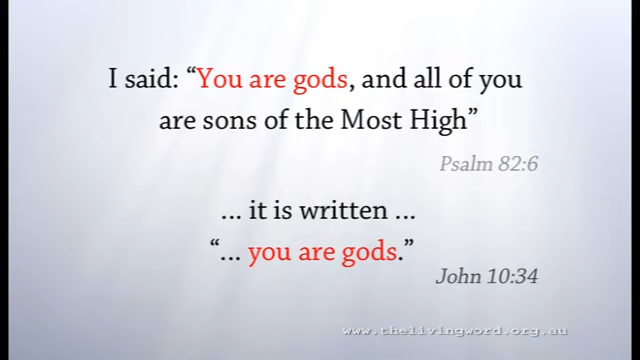 I said: “You are gods, and all of you
are sons of the Most High”
Psalm 82:6
... it is written ...
“... you are gods.”
John 10:34
www.thelivingword.org.au